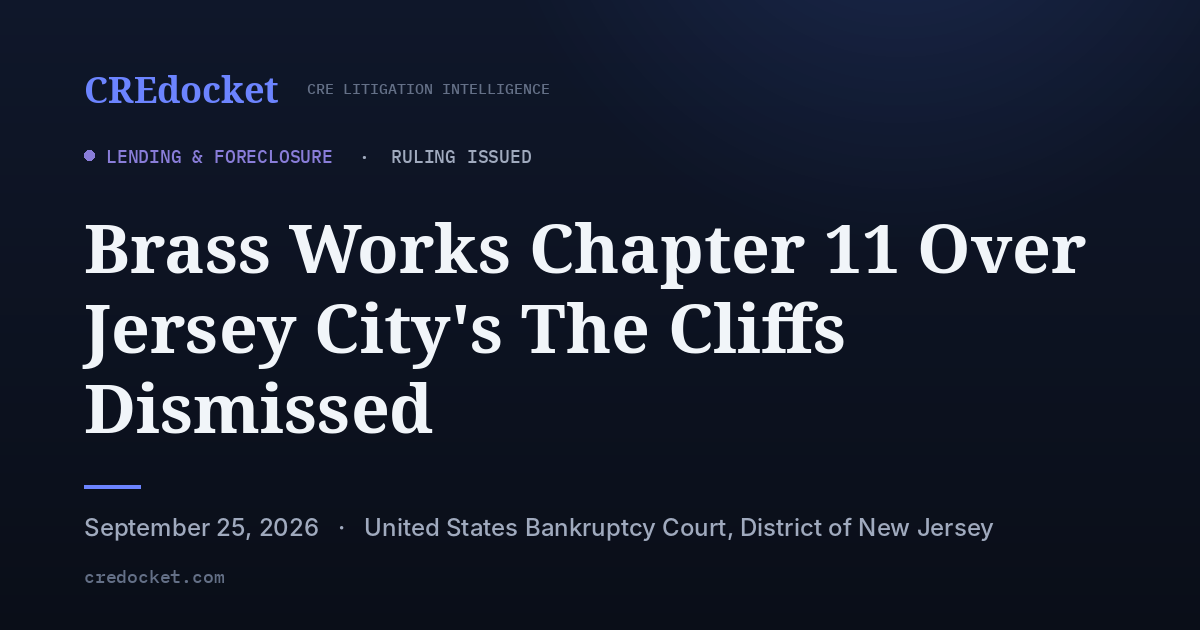 CREdocket CRE LITIGATION INTELLIGENCE
LENDING & FORECLOSURE · RULING ISSUED
Brass Works Chapter 11 Over
Jersey City's The Cliffs
Dismissed
September 25, 2026 · United States Bankruptcy Court, District of New Jersey
credocket.com